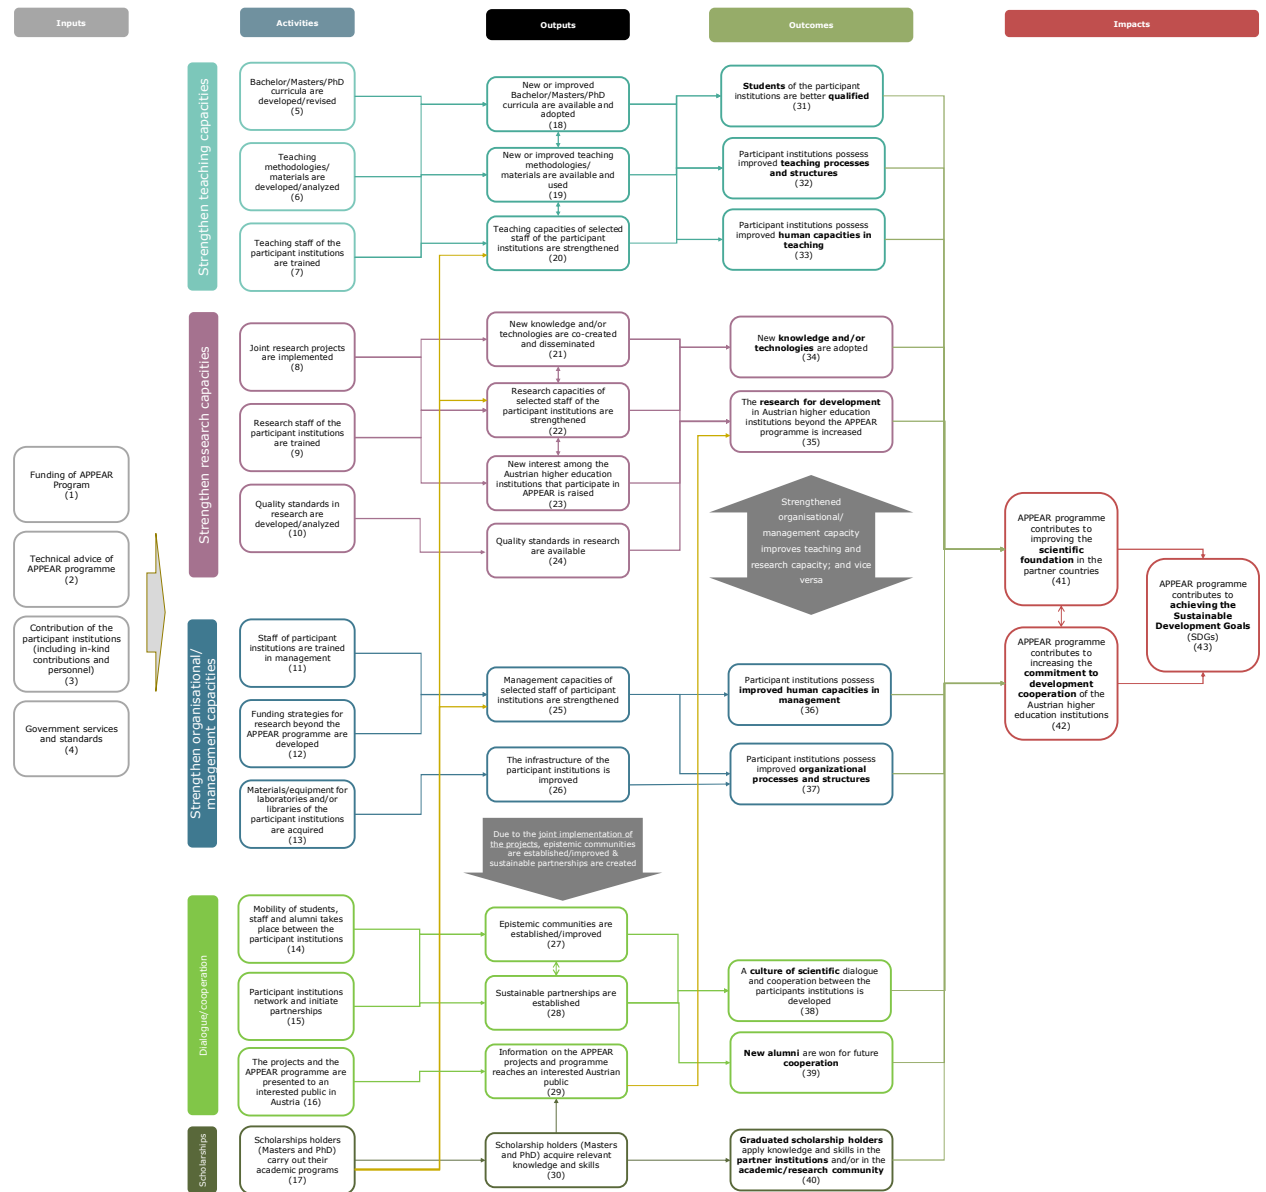 Inputs
Activities
Outputs
Outcomes
Impacts
Funding of APPEAR
Program
(1)
Technical advice of
APPEAR programme
(2)
Contribution of the
participant institutions
(including in-kind
contributions and
personnel)
(3)
Government services
and standards
(4)
Strengthen teaching capacities
Bachelor/Masters/PhD
curricula are
developed/revised
(5)
Teaching
methodologies/
materials are
developed/analyzed
(6)
Teaching staff of the
participant institutions
are trained
(7)
New or improved
Bachelor/Masters/PhD
curricula are available and
adopted
(18)
New or improved teaching
methodologies/
materials are available and
used
(19)
Teaching capacities of selected
staff of the participant
institutions are strengthened
(20)
Students of the participant
institutions are better qualified
(31)
Participant institutions possess
improved teaching processes
and structures
(32)
Participant institutions possess
improved human capacities in
teaching
(33)
Strengthen research capacities
Joint research projects
are implemented
(8)
Research staff of the
participant institutions
are trained
(9)
Quality standards in
research are
developed/analyzed
(10)
New knowledge and/or
technologies are co-created
and disseminated
(21)
Research capacities of
selected staff of the
participant institutions are
strengthened
(22)
New interest among the
Austrian higher education
institutions that participate in
APPEAR is raised
(23)
Quality standards in research
are available
(24)
New knowledge and/or
technologies are adopted
(34)
The research for development
in Austrian higher education
institutions beyond the APPEAR
programme is increased
(35)
Strengthened
organisational/
management capacity
improves teaching and
research capacity; and vice
versa
Strengthen organisational/
management capacities
Staff of participant
institutions are trained
in management
(11)
Funding strategies for
research beyond the
APPEAR programme are
developed
(12)
Materials/equipment for
laboratories and/or
libraries of the
participant institutions
are acquired
(13)
Management capacities of
selected staff of participant
institutions are strengthened
(25)
The infrastructure of the
participant institutions is
improved
(26)
Participant institutions possess
improved human capacities in
management
(36)
Participant institutions possess
improved organizational
processes and structures
(37)
Due to the joint implementation of
the projects, epistemic communities
are established/improved &
sustainable partnerships are created
Dialogue/cooperation
Mobility of students,
staff and alumni takes
place between the
participant institutions
(14)
Participant institutions
network and initiate
partnerships
(15)
The projects and the
APPEAR programme are
presented to an
interested public in
Austria (16)
Epistemic communities are
established/improved
(27)
Sustainable partnerships are
established
(28)
Information on the APPEAR
projects and programme
reaches an interested Austrian
public
(29)
A culture of scientific dialogue
and cooperation between the
participants institutions is
developed
(38)
New alumni are won for future
cooperation
(39)
Scholarships
Scholarships holders
(Masters and PhD)
carry out their
academic programs
(17)
Scholarship holders (Masters
and PhD) acquire relevant
knowledge and skills
(30)
Graduated scholarship holders
apply knowledge and skills in the
partner institutions and/or in the
academic/research community
(40)
APPEAR programme
contributes to
improving the
scientific
foundation in the
partner countries
(41)
APPEAR programme
contributes to
increasing the
commitment to
development
cooperation of the
Austrian higher
education institutions
(42)
APPEAR programme
contributes to
achieving the
Sustainable
Development Goals
(SDGs)
(43)